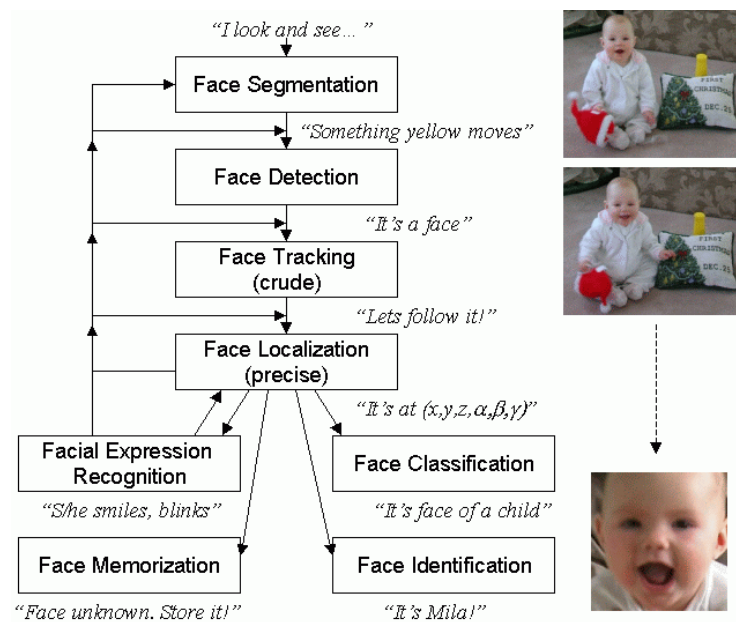 “I look and see… ”
Face Segmentation
“Something yellow moves”
Face Detection
“It’s a face”
Face Tracking
(crude)
“Lets follow it!”
Face Localization
(precise)
“It’s at (x,y,z,α,β,γ)”
Facial Expression
Recognition
Face Classification
“S/he smiles, blinks”
“It’s face of a child”
Face Memorization
Face Identification
“Face unknown. Store it!”
“It’s Mila!”
FIRST
CHRISTMAS
DEC.25
FIRST
CHRISTMAS
DEC.25